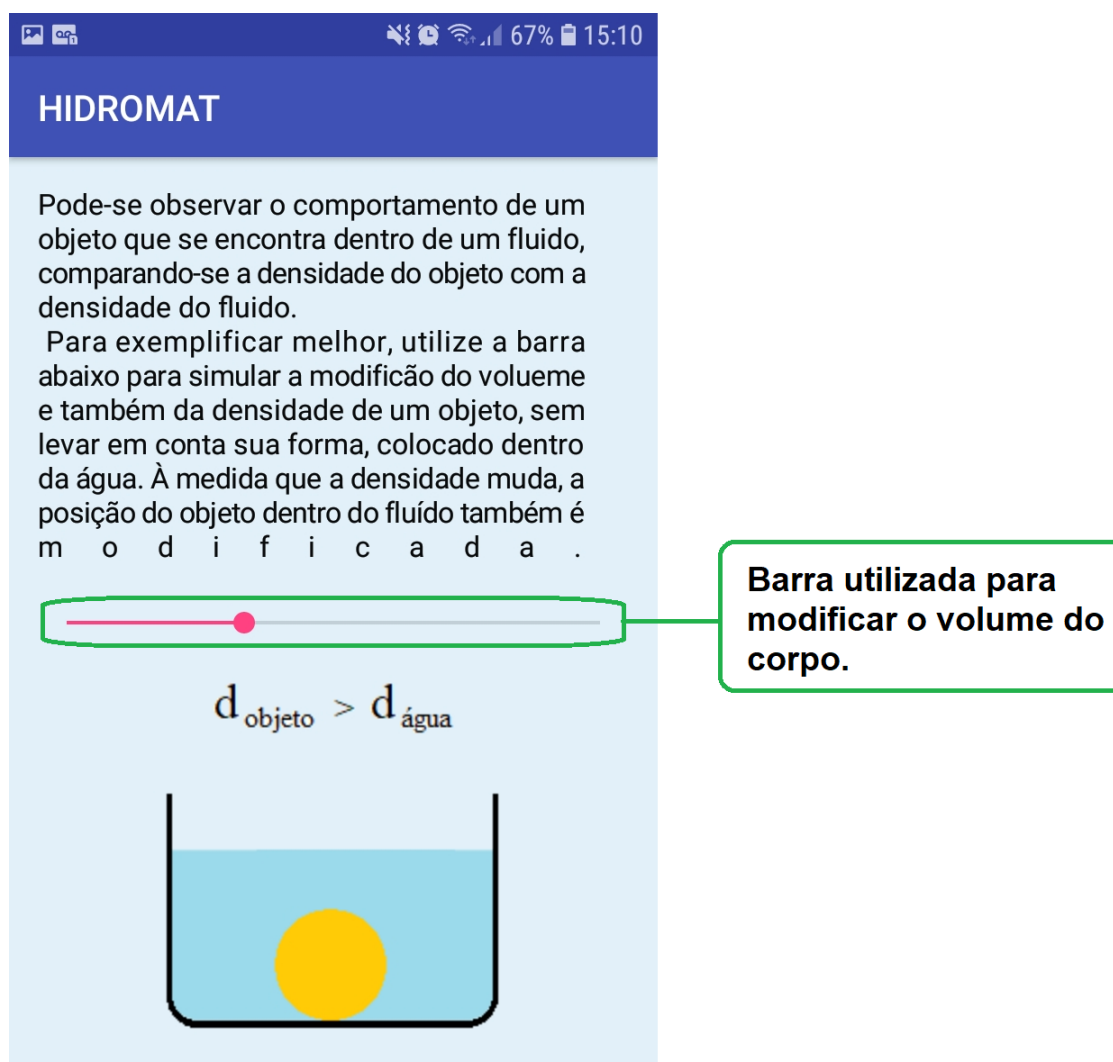 67% 15:10
HIDROMAT
Pode-se observar o comportamento de um
objeto que se encontra dentro de um fluido,
comparando-se a densidade do objeto com a
densidade do fluido.
Para exemplificar melhor, utilize a barra
abaixo para simular a modificão do volueme
e também da densidade de um objeto, sem
levar em conta sua forma, colocado dentro
da água. À medida que a densidade muda, a
posição do objeto dentro do fluído também é
m o d i f i c a d a .
Barra utilizada para
modificar o volume do
corpo.
d objeto > d água